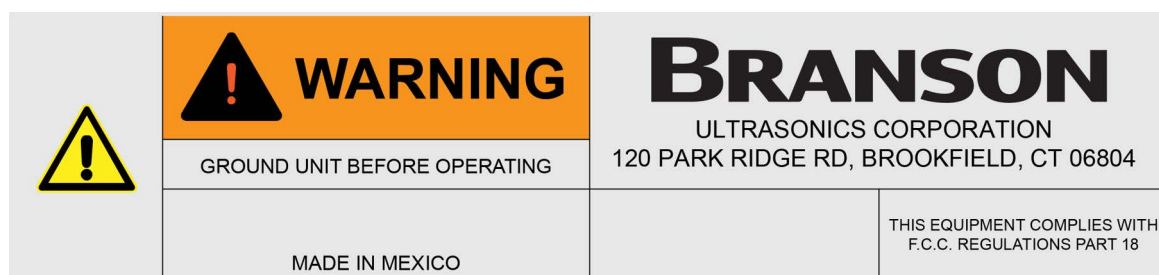 WARNING
GROUND UNIT BEFORE OPERATING
MADE IN MEXICO
BRANSON
ULTRASONICS CORPORATION
120 PARK RIDGE RD, BROOKFIELD, CT 06804
THIS EQUIPMENT COMPLIES WITH
F.C.C. REGULATIONS PART 18